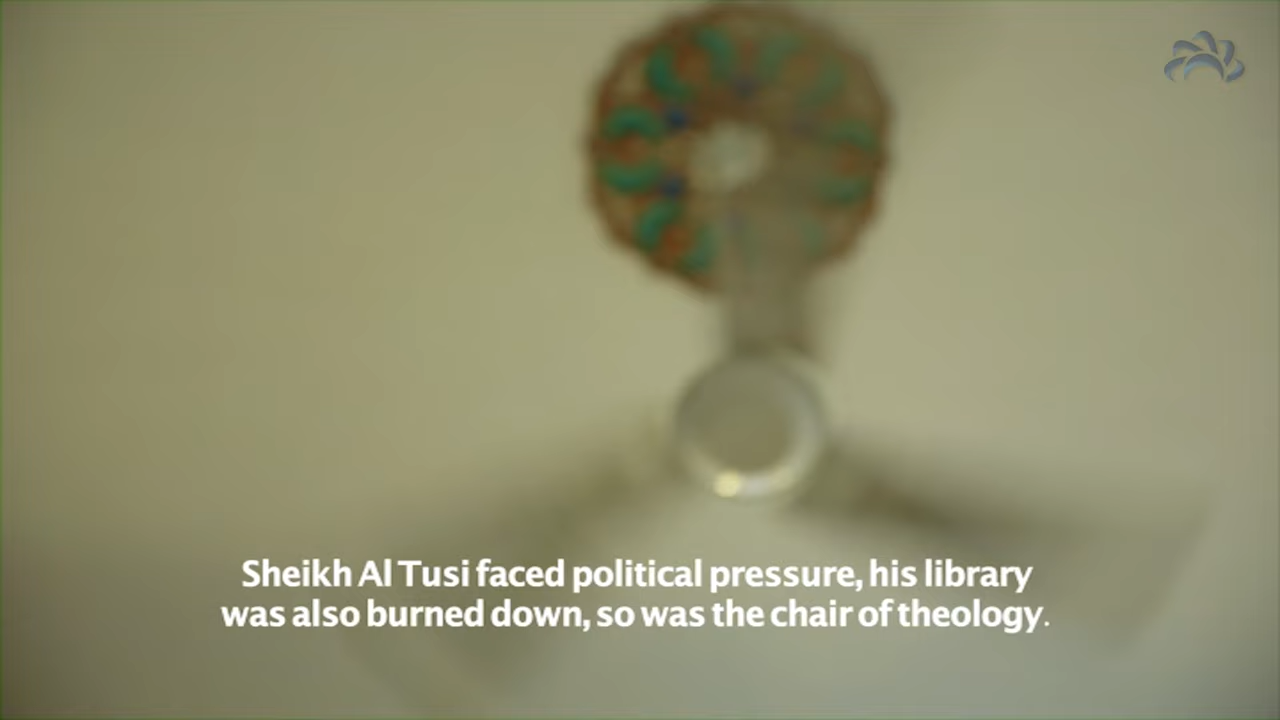 Sheikh Al Tusi faced political pressure, his library
was also burned down, so was the chair of theology.